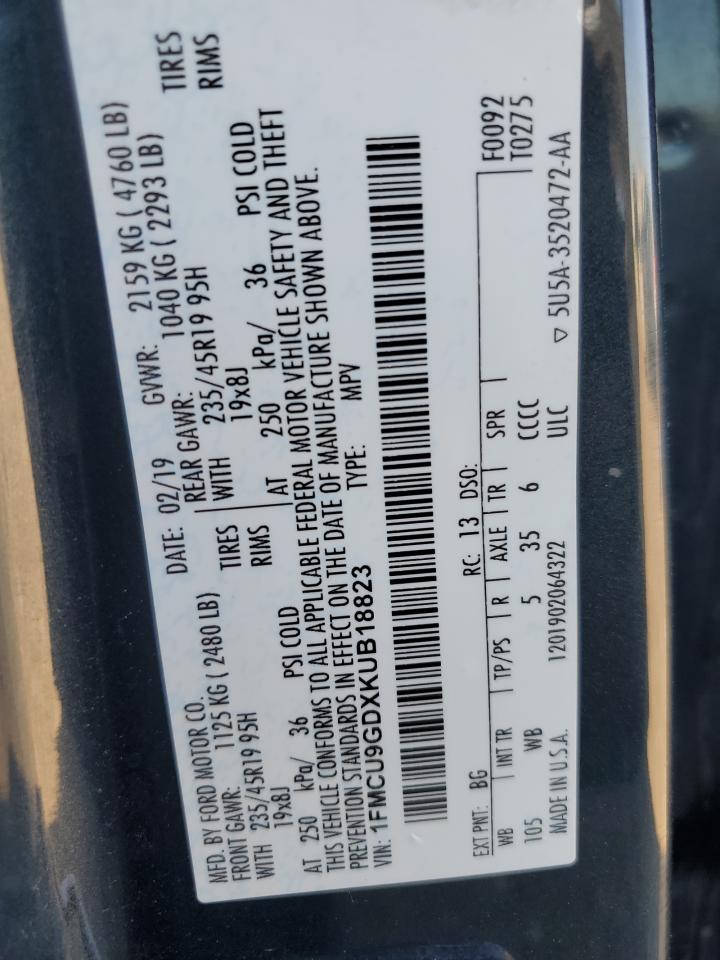 MFD. BY FORD MOTOR CO.
DATE: 02/19 GVWR: 2159 KG ( 4760 LB)
FRONT GAWR: 1125 KG ( 2480 LB)
REAR GAWR: 1040 KG ( 2293 LB)
WITH 235/45R19 95H TIRES
WITH 235/45R19 95H TIRES
19x8J RIMS
19x8J RIMS
AT 250 kPa/ 36 PSI COLD
AT 250 kPa/ 36 PSI COLD
THIS VEHICLE CONFORMS TO ALL APPLICABLE FEDERAL MOTOR VEHICLE SAFETY AND THEFT
PREVENTION STANDARDS IN EFFECT ON THE DATE OF MANUFACTURE SHOWN ABOVE.
VIN: 1FMCU9GDXKUB18823 TYPE: MPV
EXT PNT: BG RC: 13 DSO: F0092
WB INT TR TP/PS R AXLE TR SPR T0275
105 WB 5 35 6 CCCC
MADE IN U.S.A. 1201902064322 ULC ▽ 5U5A-3520472-AA